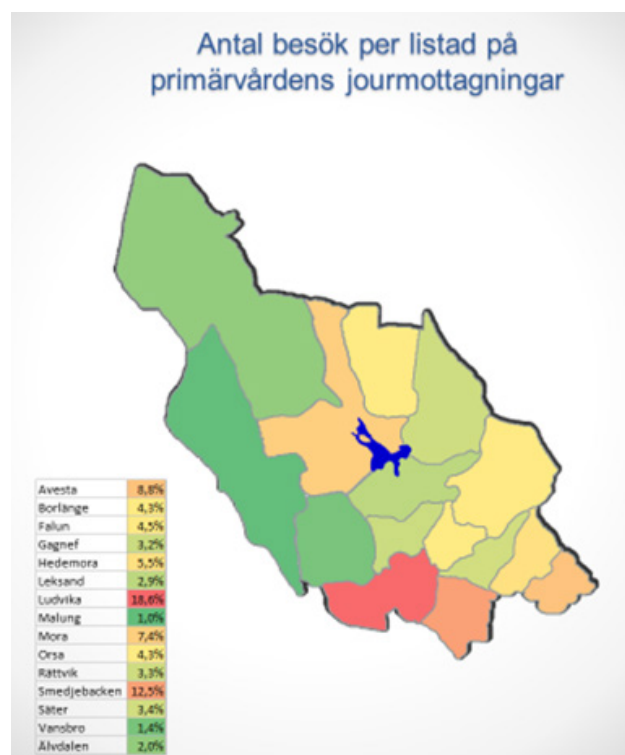 Antal besök per listad på
primärvårdens jourmottagningar
Avesta 8,8%
Borlänge 4,3%
Falun 4,5%
Gagnef 3,2%
Hedemora 5,5%
Leksand 2,9%
Ludvika 18,6%
Malung 1,0%
Mora 7,4%
Orsa 4,3%
Rättvik 3,3%
Smedjebacken 12,5%
Säter 3,4%
Vansbro 1,4%
Älvdalen 2,0%